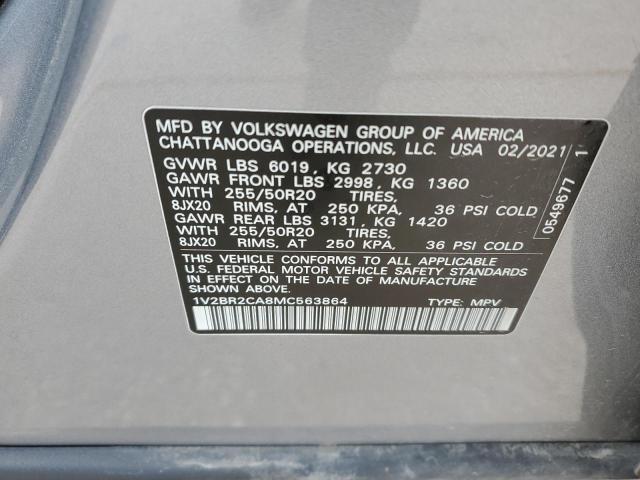 MFD BY VOLKSWAGEN GROUP OF AMERICA
CHATTANOOGA OPERATIONS, LLC. USA 02/2021
GVWR LBS 6019, KG 2730
GAWR FRONT LBS 2998, KG 1360
WITH 255/50R20 TIRES,
8JX20 RIMS, AT 250 KPA, 36 PSI COLD
GAWR REAR LBS 3131, KG 1420
WITH 255/50R20 TIRES,
8JX20 RIMS, AT 250 KPA, 36 PSI COLD
THIS VEHICLE CONFORMS TO ALL APPLICABLE
U.S. FEDERAL MOTOR VEHICLE SAFETY STANDARDS
IN EFFECT ON THE DATE OF MANUFACTURE
SHOWN ABOVE.
1V2BR2CA8MC563864 TYPE: MPV
0549677 1